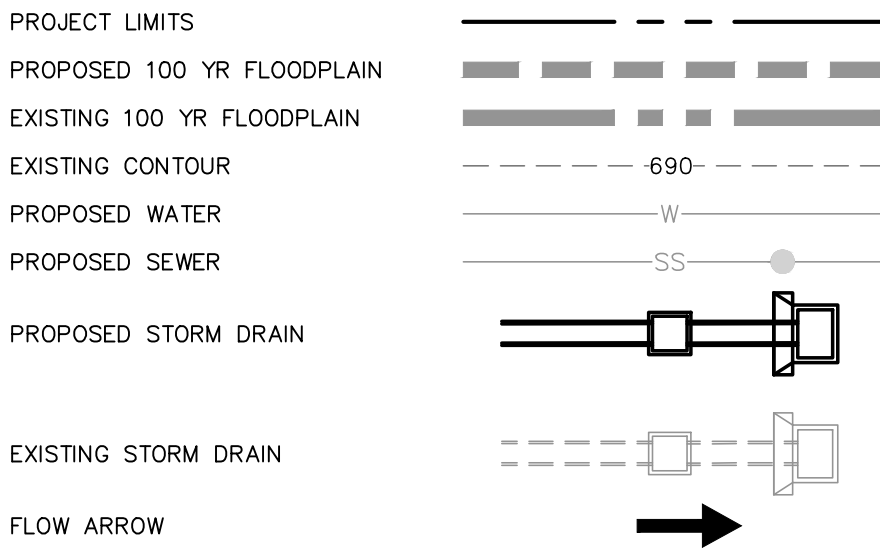 PROJECT LIMITS
PROPOSED 100 YR FLOODPLAIN
EXISTING 100 YR FLOODPLAIN
EXISTING CONTOUR 690
PROPOSED WATER W
PROPOSED SEWER SS
PROPOSED STORM DRAIN
EXISTING STORM DRAIN
FLOW ARROW